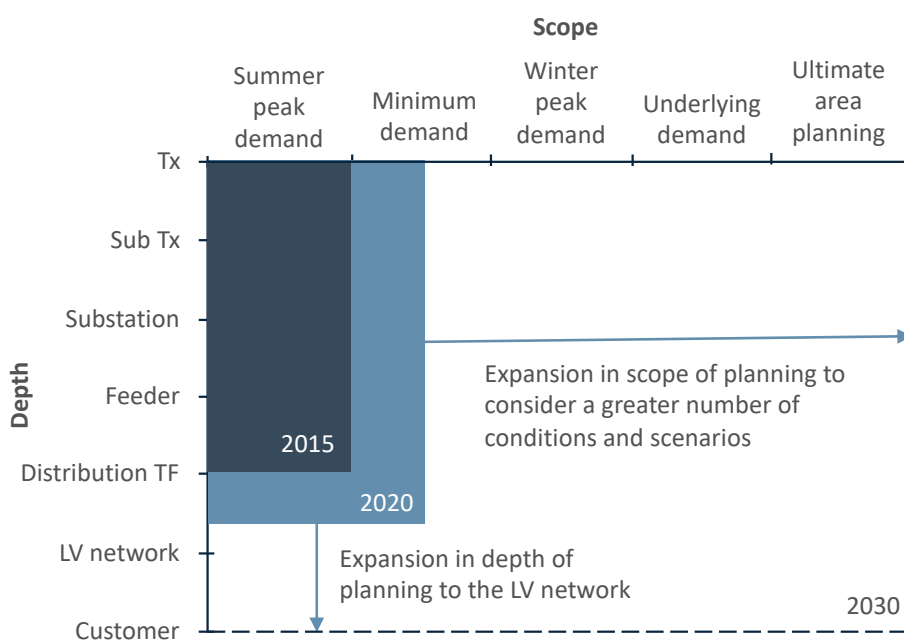 Scope
Summer
peak
demand
Minimum
demand
Winter
peak
demand
Underlying
demand
Ultimate
area
planning
Depth
Tx
Sub Tx
Substation
Feeder
Distribution TF
LV network
Customer
2015
2020
Expansion in scope of planning to
consider a greater number of
conditions and scenarios
Expansion in depth of
planning to the LV network
2030